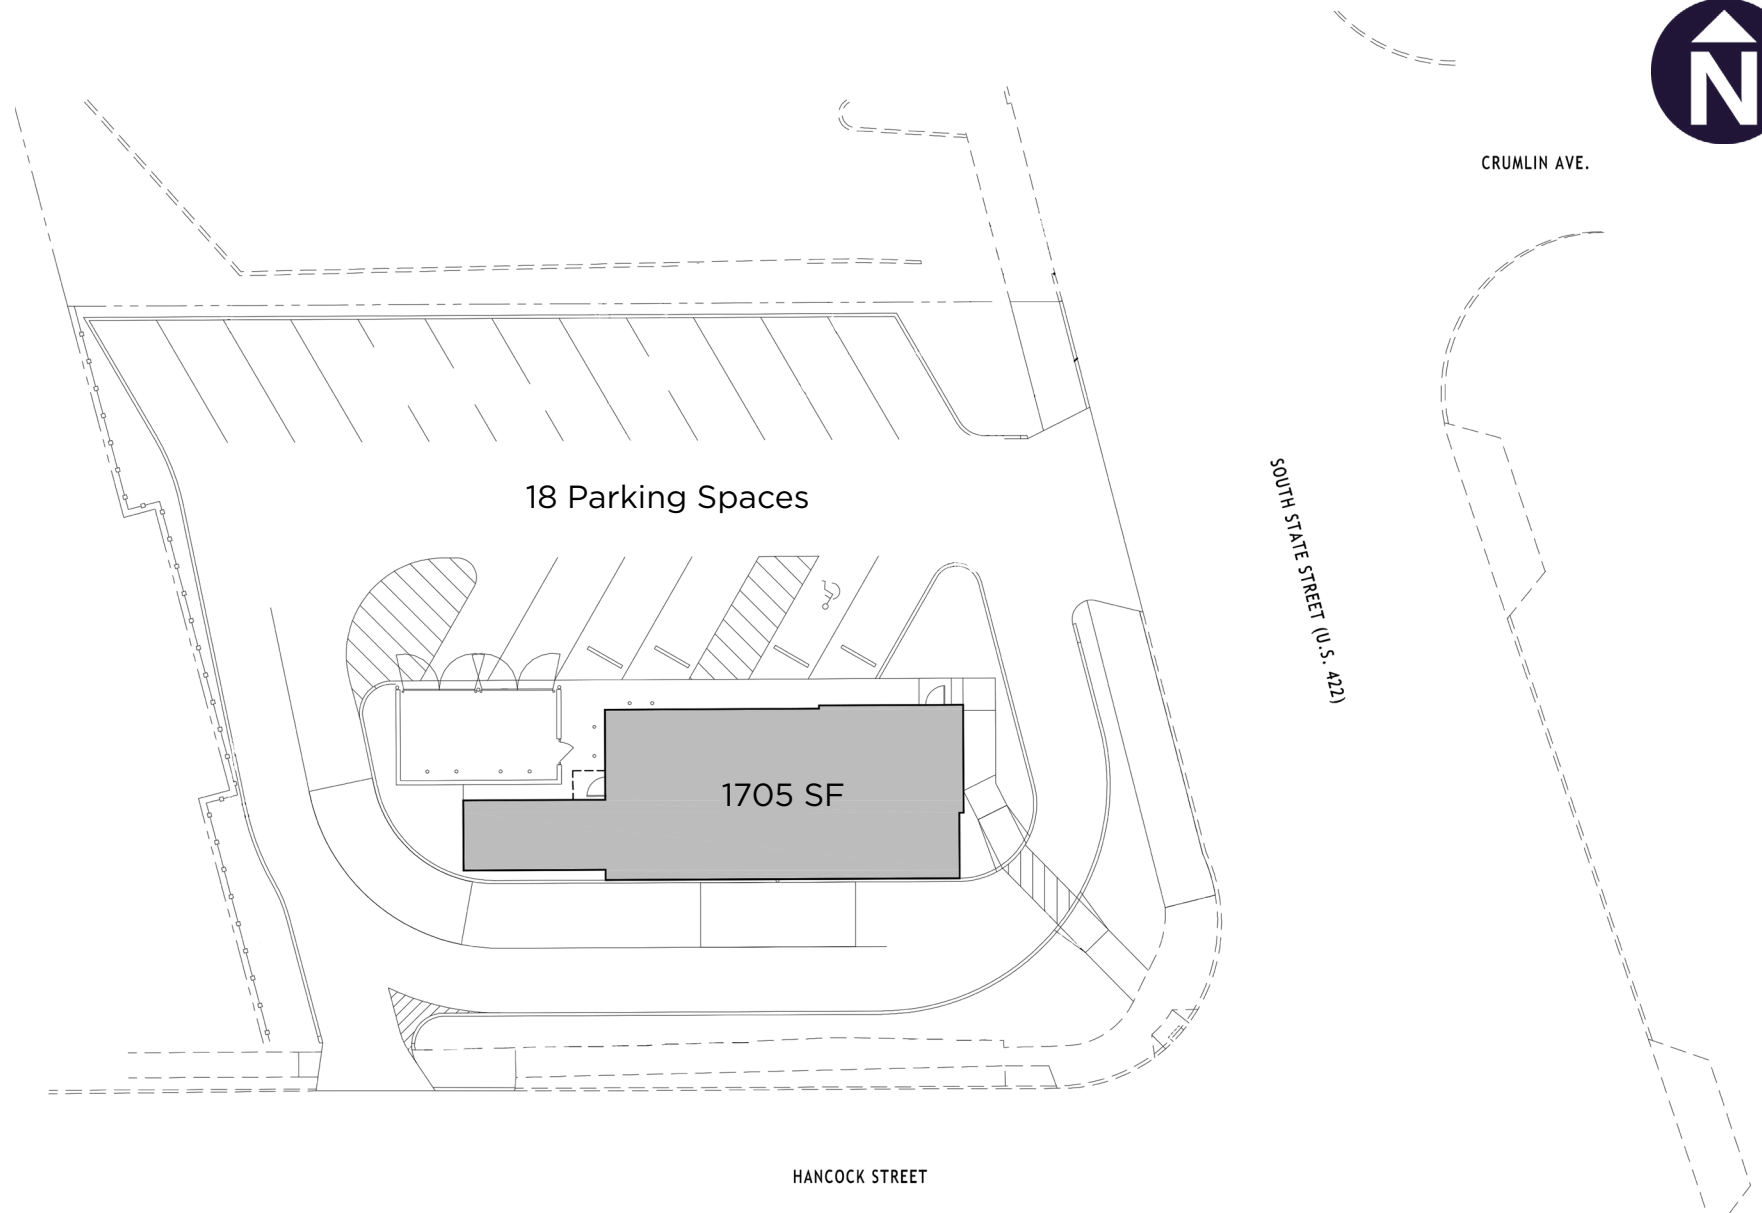 N
CRUMLIN AVE.
18 Parking Spaces
SOUTH STATE STREET (U.S. 422)
1705 SF
HANCOCK STREET